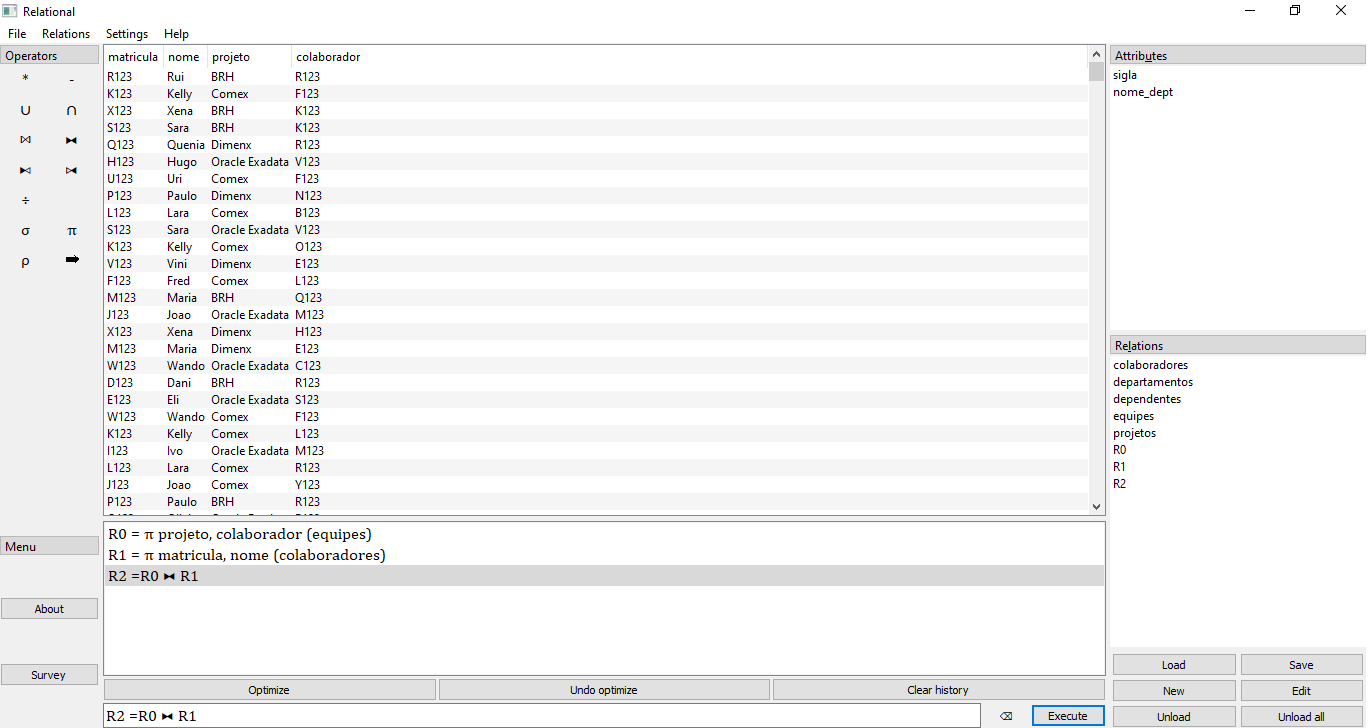 Relational
File Relations Settings Help
Operators
* -
∪ ∩
⋈ ⧓
⧑ ⧒
÷
σ π
ρ ➡
Menu
About
Survey
matricula nome projeto colaborador
R123 Rui BRH R123
K123 Kelly Comex F123
X123 Xena BRH K123
S123 Sara BRH K123
Q123 Quenia Dimenx R123
H123 Hugo Oracle Exadata V123
U123 Uri Comex F123
P123 Paulo Dimenx N123
L123 Lara Comex B123
S123 Sara Oracle Exadata V123
K123 Kelly Comex O123
V123 Vini Dimenx E123
F123 Fred Comex L123
M123 Maria BRH Q123
J123 Joao Oracle Exadata M123
X123 Xena Dimenx H123
M123 Maria Dimenx E123
W123 Wando Oracle Exadata C123
D123 Dani BRH R123
E123 Eli Oracle Exadata S123
W123 Wando Comex F123
K123 Kelly Comex L123
I123 Ivo Oracle Exadata M123
L123 Lara Comex R123
J123 Joao Comex Y123
P123 Paulo BRH R123
R0 = π projeto, colaborador (equipes)
R1 = π matricula, nome (colaboradores)
R2 =R0 ⧓ R1
Optimize Undo optimize Clear history
R2 =R0 ⧓ R1 ⌫ Execute
Attributes
sigla
nome_dept
Relations
colaboradores
departamentos
dependentes
equipes
projetos
R0
R1
R2
Load Save
New Edit
Unload Unload all